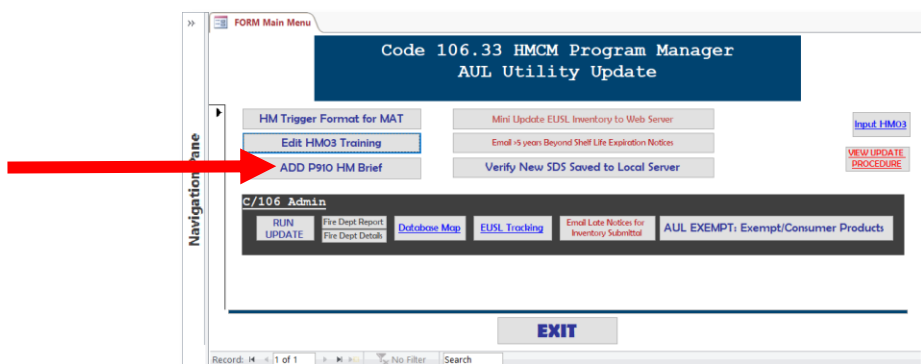 »
FORM Main Menu
Code 106.33 HMCM Program Manager
AUL Utility Update
HM Trigger Format for MAT
Mini Update EUSL Inventory to Web Server
Input HM03
Edit HM03 Training
Email >5 years Beyond Shelf Life Expiration Notices
VIEW UPDATE
PROCEDURE
ADD P910 HM Brief
Verify New SDS Saved to Local Server
Navigation Pane
C/106 Admin
RUN
UPDATE
Fire Dept Report
Fire Dept Details
Database Map
EUSL Tracking
Email Late Notices for
Inventory Submittal
AUL EXEMPT: Exempt/Consumer Products
EXIT
Record: 1 of 1 No Filter Search